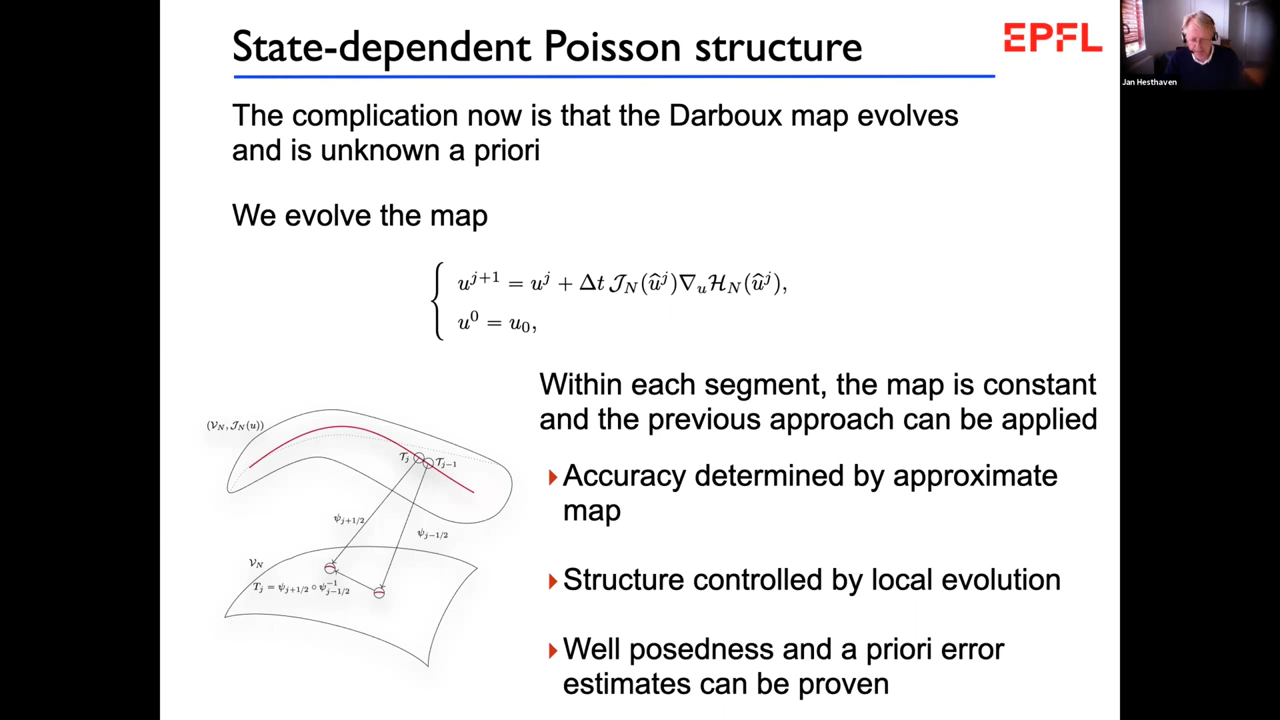 State-dependent Poisson structure
EPFL
Jan Hesthaven
The complication now is that the Darboux map evolves
and is unknown a priori
We evolve the map
u^{j+1} = u^j + Δt 𝒥_N(û^j)∇_u ℋ_N(û^j),
u^0 = u_0,
Within each segment, the map is constant
and the previous approach can be applied
(𝒱_N, 𝒥_N(u))
𝒯_j 𝒯_{j−1}
ψ_{j+1/2}
ψ_{j−1/2}
𝒱_N
T_j = ψ_{j+1/2} ∘ ψ_{j−1/2}^{−1}
Accuracy determined by approximate
map
Structure controlled by local evolution
Well posedness and a priori error
estimates can be proven